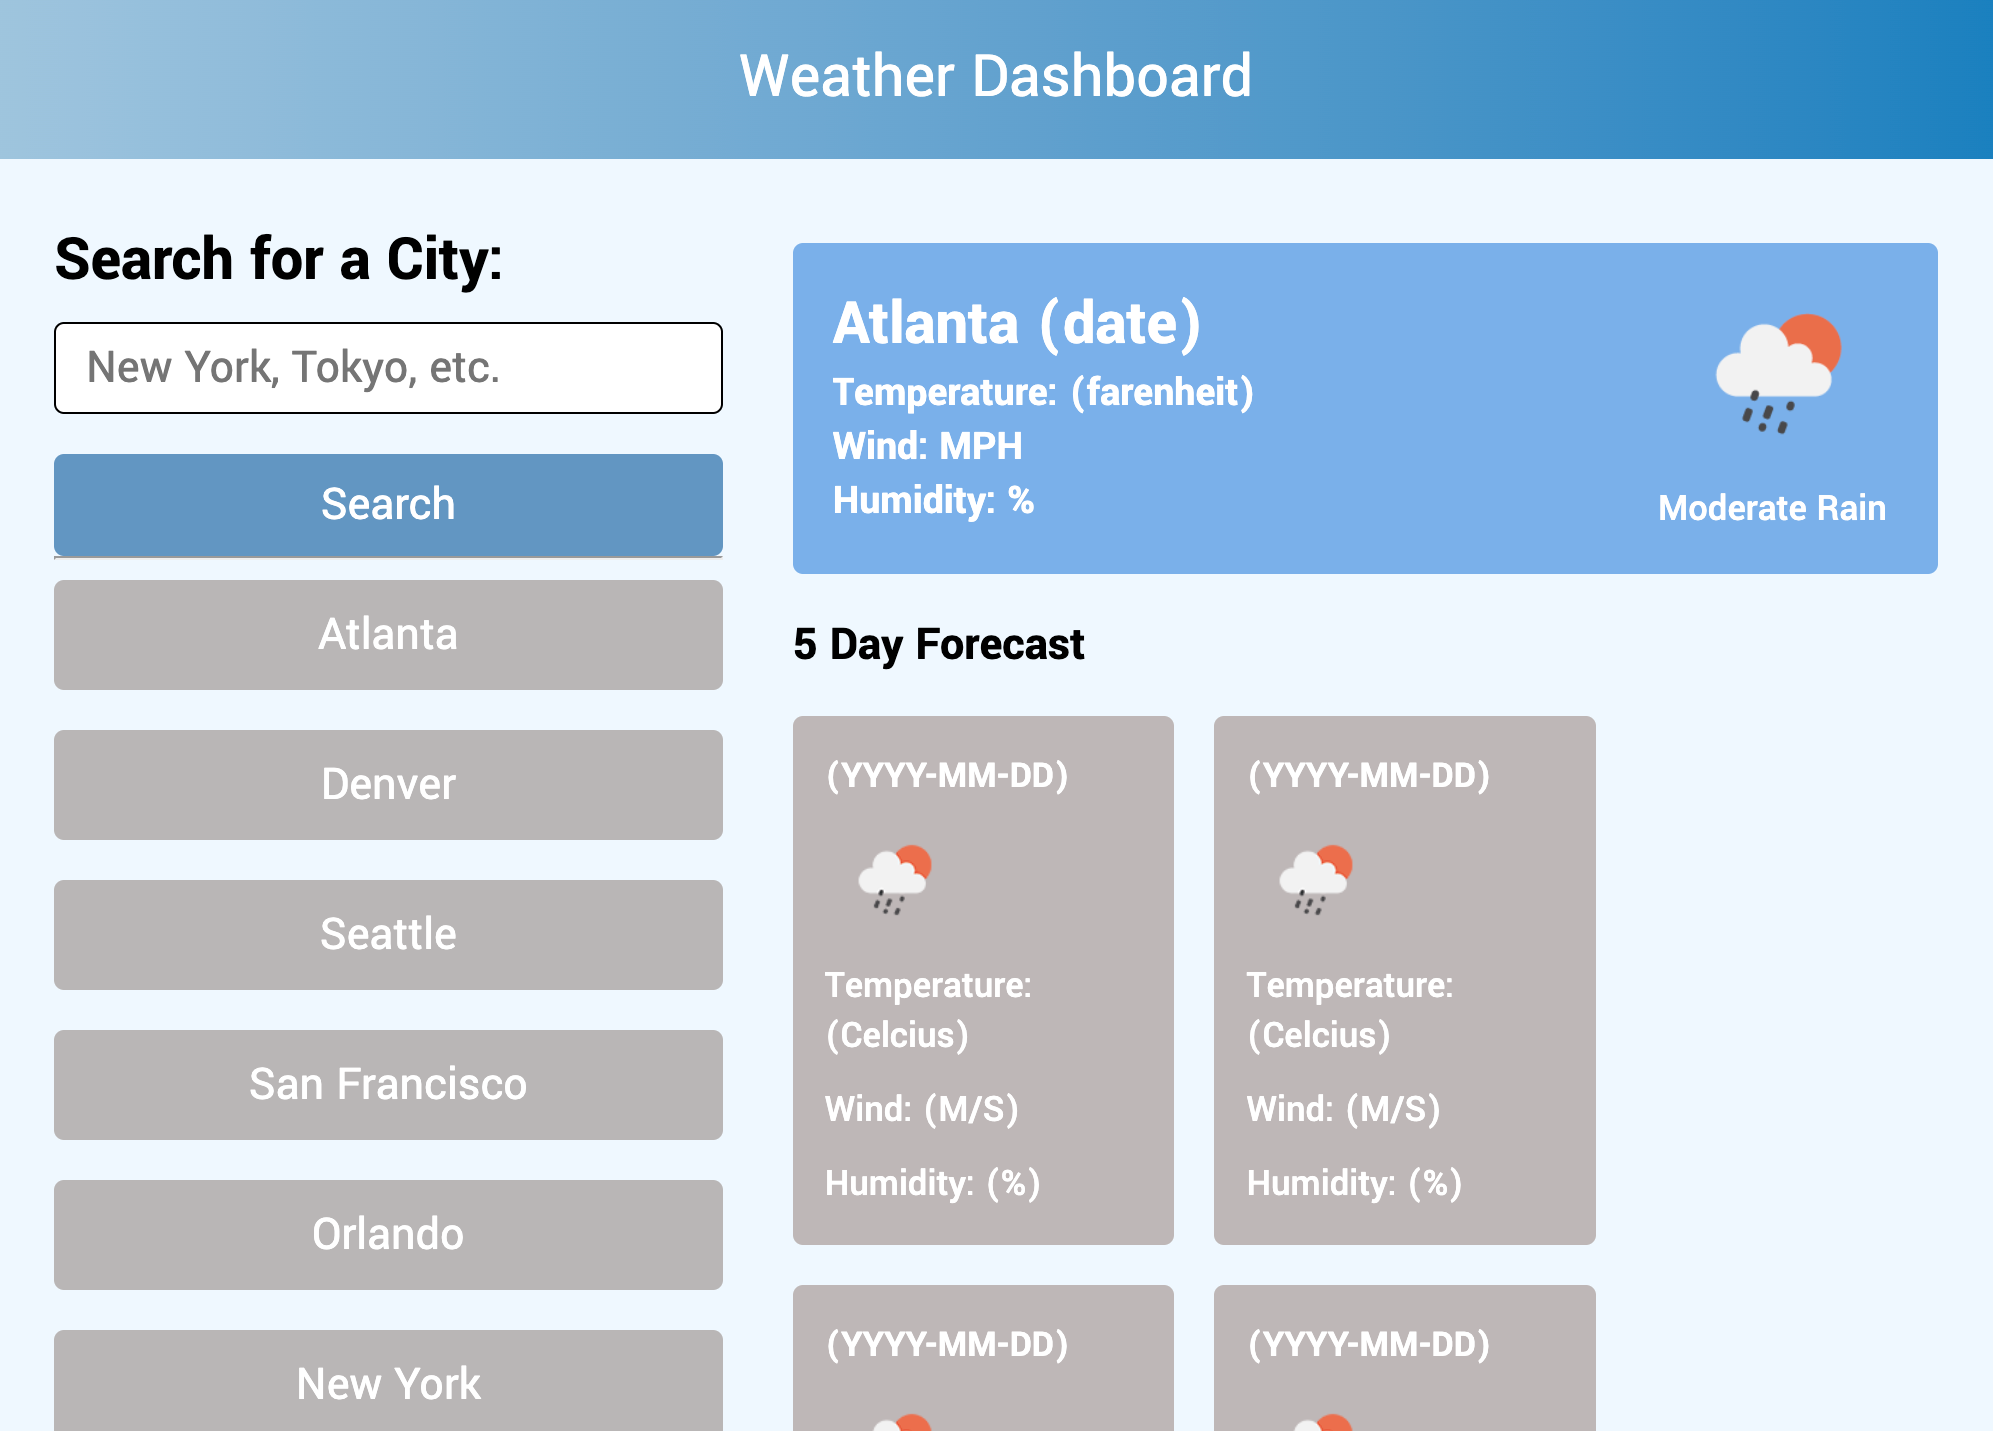 Weather Dashboard
Search for a City:
New York, Tokyo, etc.
Search
Atlanta
Denver
Seattle
San Francisco
Orlando
New York
Atlanta (date)
Temperature: (farenheit)
Wind: MPH
Humidity: %
Moderate Rain
5 Day Forecast
(YYYY-MM-DD)
Temperature:
(Celcius)
Wind: (M/S)
Humidity: (%)
(YYYY-MM-DD)
Temperature:
(Celcius)
Wind: (M/S)
Humidity: (%)
(YYYY-MM-DD)
(YYYY-MM-DD)